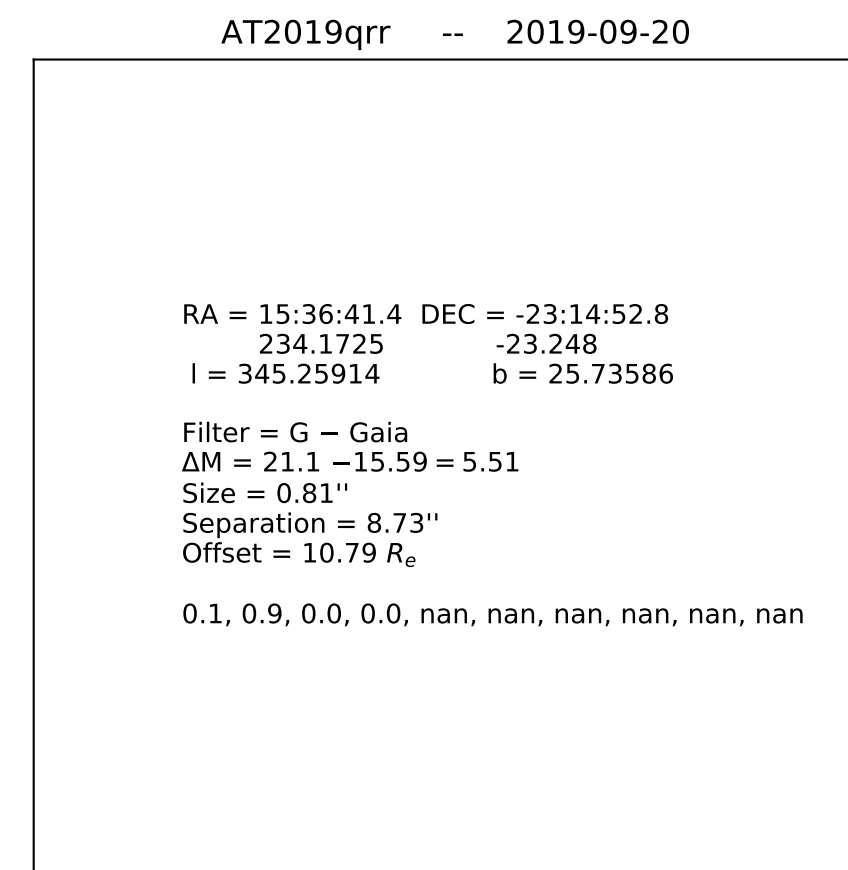 AT2019qrr -- 2019-09-20
RA = 15:36:41.4 DEC = -23:14:52.8
234.1725 -23.248
l = 345.25914 b = 25.73586
Filter = G − Gaia
ΔM = 21.1 −15.59 = 5.51
Size = 0.81''
Separation = 8.73''
Offset = 10.79 Re
0.1, 0.9, 0.0, 0.0, nan, nan, nan, nan, nan, nan